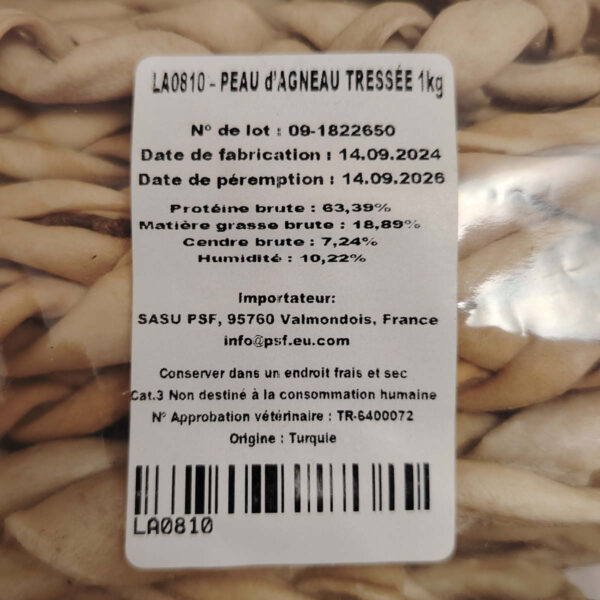 LA0810 - PEAU d'AGNEAU TRESSÉE 1kg
N° de lot : 09-1822650
Date de fabrication : 14.09.2024
Date de péremption : 14.09.2026
Protéine brute : 63,39%
Matière grasse brute : 18,89%
Cendre brute : 7,24%
Humidité : 10,22%
Importateur:
SASU PSF, 95760 Valmondois, France
info@psf.eu.com
Conserver dans un endroit frais et sec
Cat.3 Non destiné à la consommation humaine
N° Approbation vétérinaire : TR-6400072
Origine : Turquie
LA0810